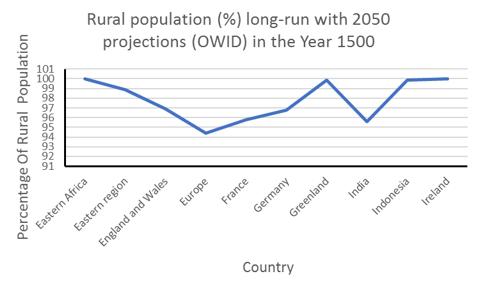 Rural population (%) long-run with 2050
projections (OWID) in the Year 1500
Percentage Of Rural Population
101
100
99
98
97
96
95
94
93
92
91
Eastern Africa
Eastern region
England and Wales
Europe
France
Germany
Greenland
India
Indonesia
Ireland
Country